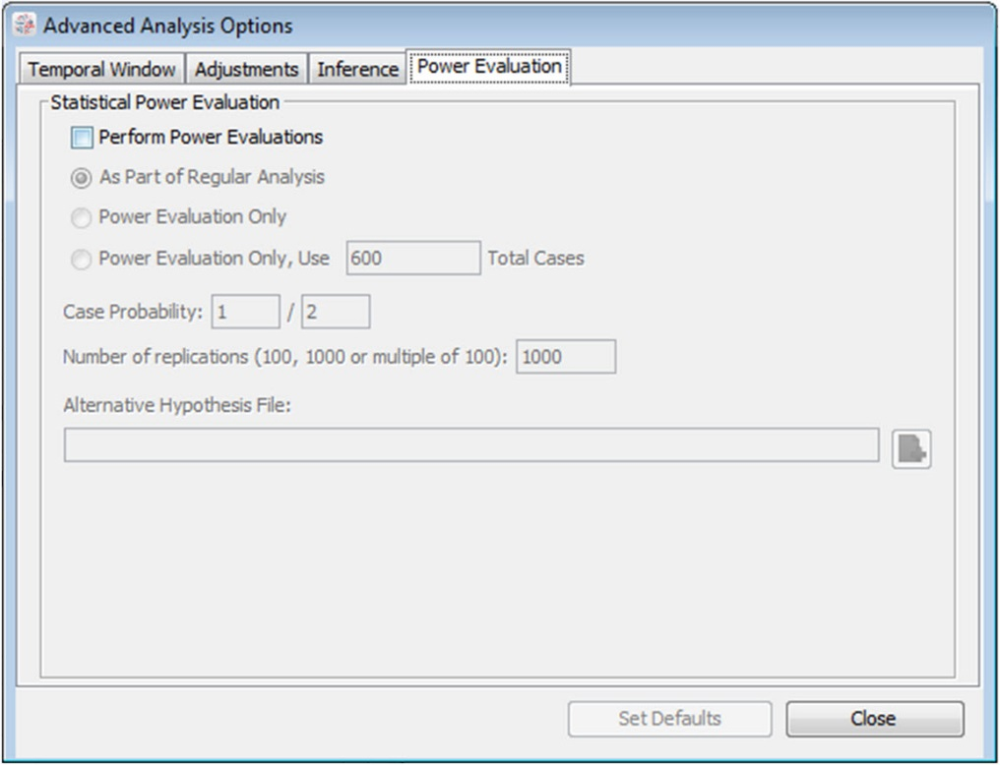 Advanced Analysis Options
Temporal Window Adjustments Inference Power Evaluation
Statistical Power Evaluation
Perform Power Evaluations
As Part of Regular Analysis
Power Evaluation Only
Power Evaluation Only, Use 600 Total Cases
Case Probability: 1 / 2
Number of replications (100, 1000 or multiple of 100): 1000
Alternative Hypothesis File:
Set Defaults Close